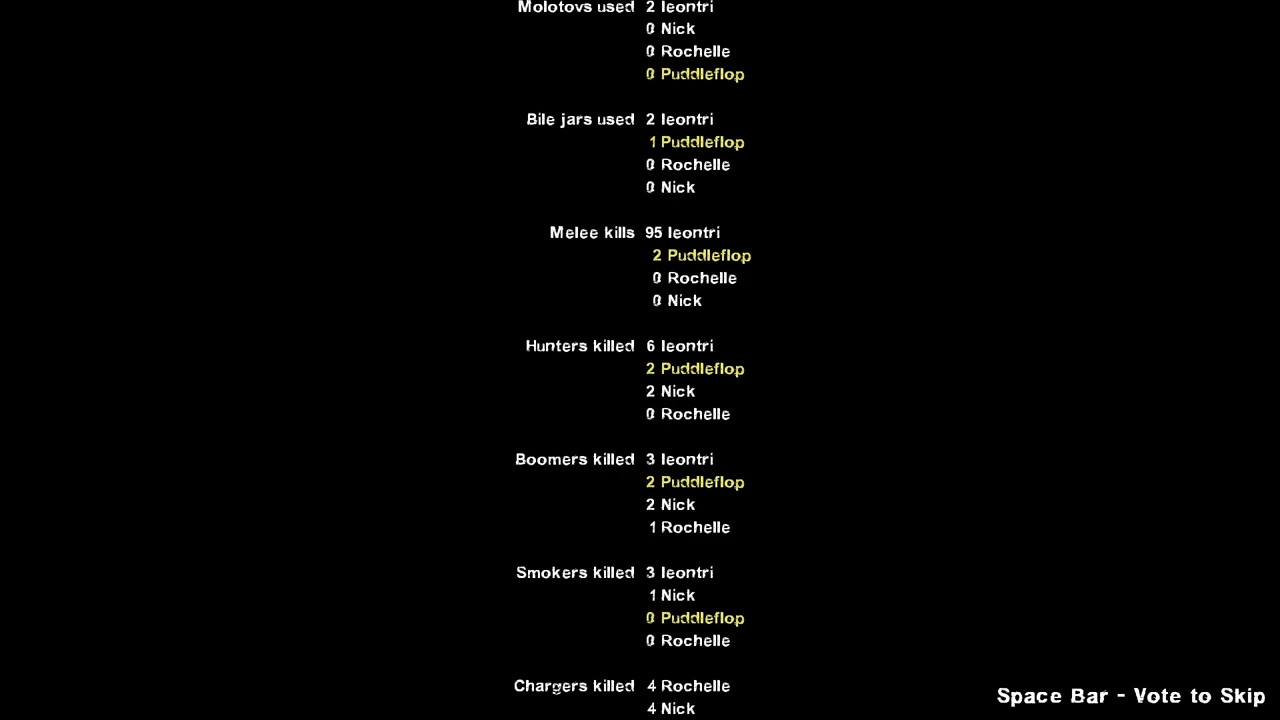 Molotovs used 2 leontri
0 Nick
0 Rochelle
0 Puddleflop
Bile jars used 2 leontri
1 Puddleflop
0 Rochelle
0 Nick
Melee kills 95 leontri
2 Puddleflop
0 Rochelle
0 Nick
Hunters killed 6 leontri
2 Puddleflop
2 Nick
0 Rochelle
Boomers killed 3 leontri
2 Puddleflop
2 Nick
1 Rochelle
Smokers killed 3 leontri
1 Nick
0 Puddleflop
0 Rochelle
Chargers killed 4 Rochelle
4 Nick
Space Bar - Vote to Skip